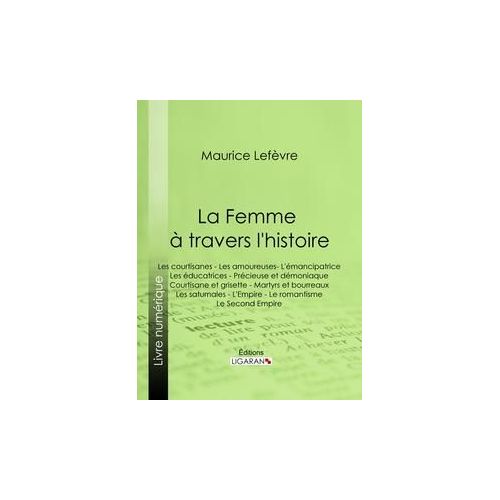 Maurice Lefèvre
La Femme
à travers l'histoire
Les courtisanes - Les amoureuses- L'émancipatrice
Les éducatrices - Précieuse et démoniaque
Courtisane et grisette - Martyrs et bourreaux
Les saturnales - L'Empire - Le romantisme
Le Second Empire
Livre numérique
lecture
Éditions
LIGARAN